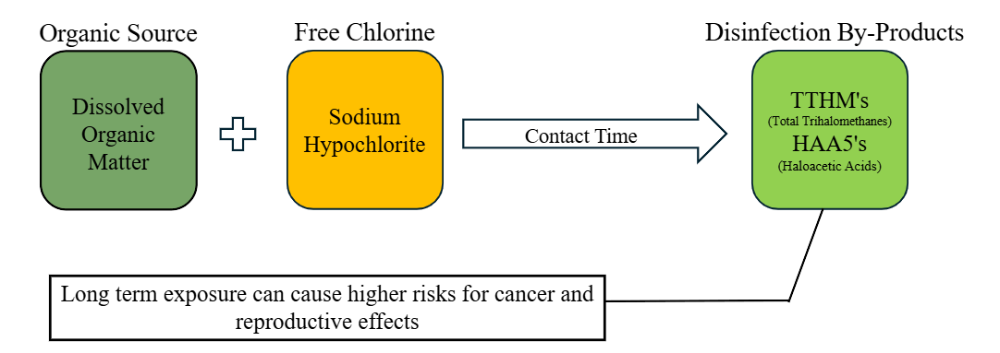 Organic Source
Free Chlorine
Disinfection By-Products
Dissolved
Organic
Matter
Sodium
Hypochlorite
Contact Time
TTHM's
(Total Trihalomethanes)
HAA5's
(Haloacetic Acids)
Long term exposure can cause higher risks for cancer and
reproductive effects